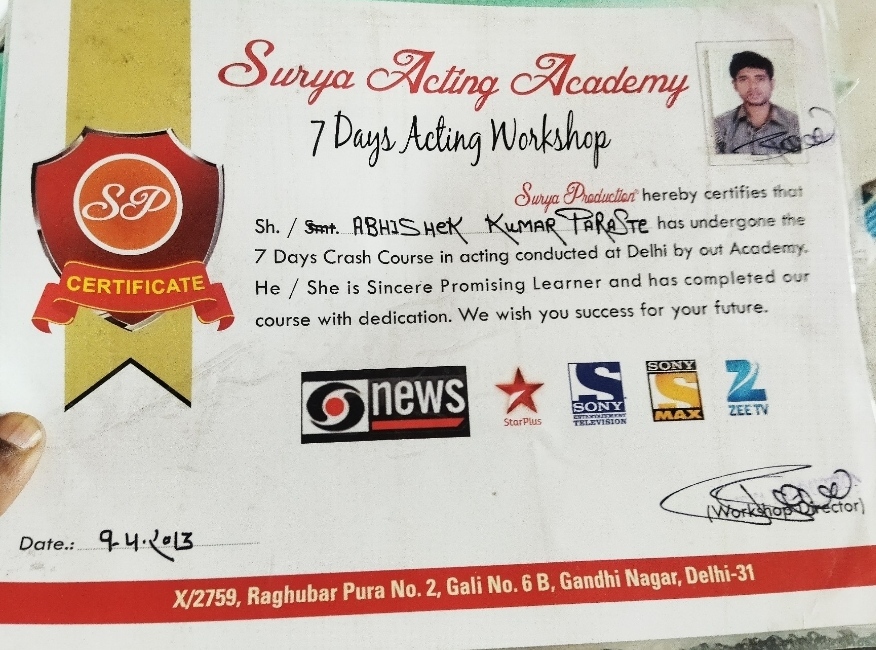 Surya Acting Academy
7 Days Acting Workshop
Surya Production hereby certifies that
Sh. / Smt. ABHISHEK KUMAR PARASTE has undergone the
7 Days Crash Course in acting conducted at Delhi by out Academy.
He / She is Sincere Promising Learner and has completed our
course with dedication. We wish you success for your future.
SP
CERTIFICATE
news
StarPlus
SONY
ENTERTAINMENT
TELEVISION
SONY
MAX
ZEE TV
(Workshop Director)
Date.: 9-4-2013
X/2759, Raghubar Pura No. 2, Gali No. 6 B, Gandhi Nagar, Delhi-31